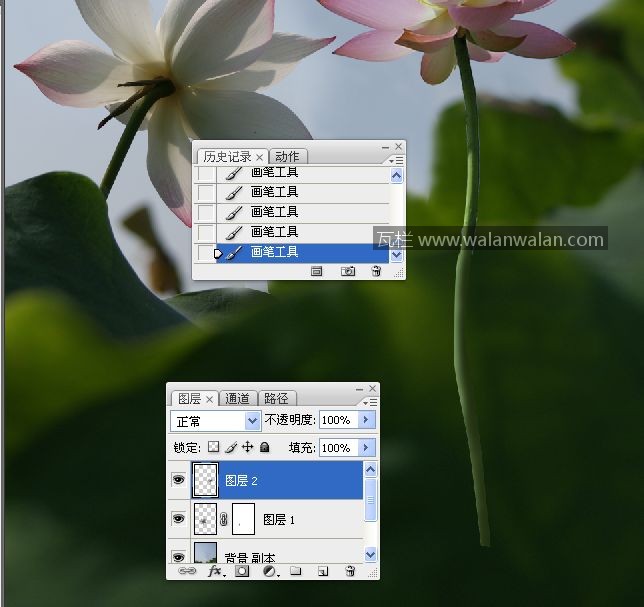 历史记录 动作
画笔工具
画笔工具
画笔工具
画笔工具
画笔工具
瓦栏 www.walanwalan.com
图层 通道 路径
正常 不透明度: 100%
锁定: 填充: 100%
图层 2
图层 1
背景 副本